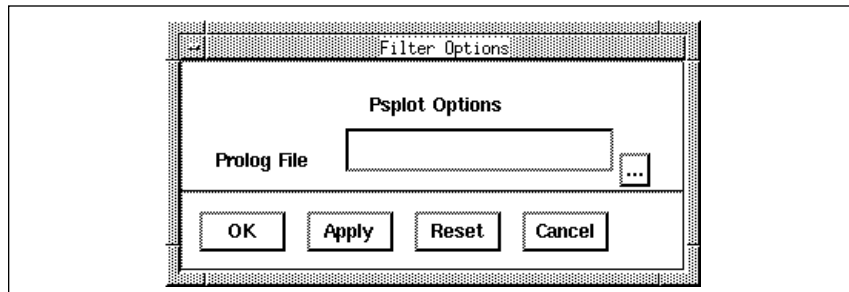 Filter Options
Psplot Options
Prolog File
...
OK Apply Reset Cancel